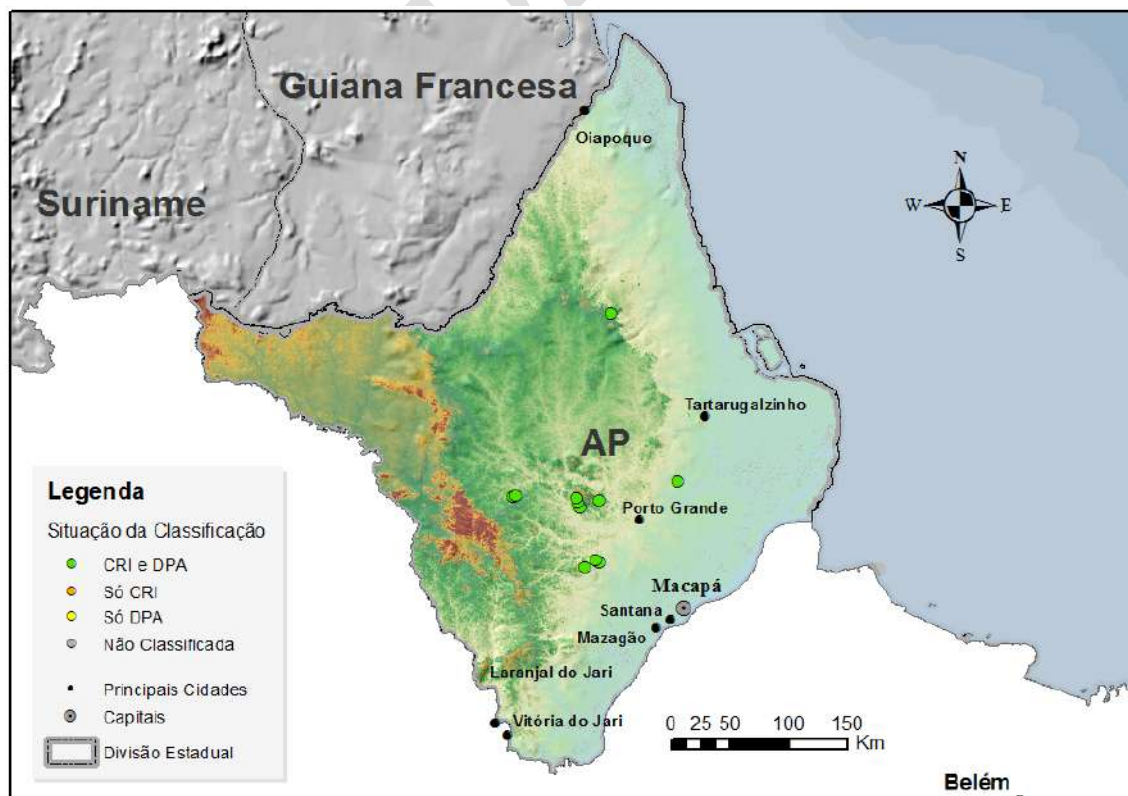 Guiana Francesa
Oiapoque
Suriname
N
W
E
S
Tartarugalzinho
AP
Porto Grande
Macapá
Santana
Mazagão
Laranjal do Jari
Vitória do Jari
Legenda
Situação da Classificação
CRI e DPA
Só CRI
Só DPA
Não Classificada
Principais Cidades
Capitais
Divisão Estadual
0 25 50 100 150
Km
Belém